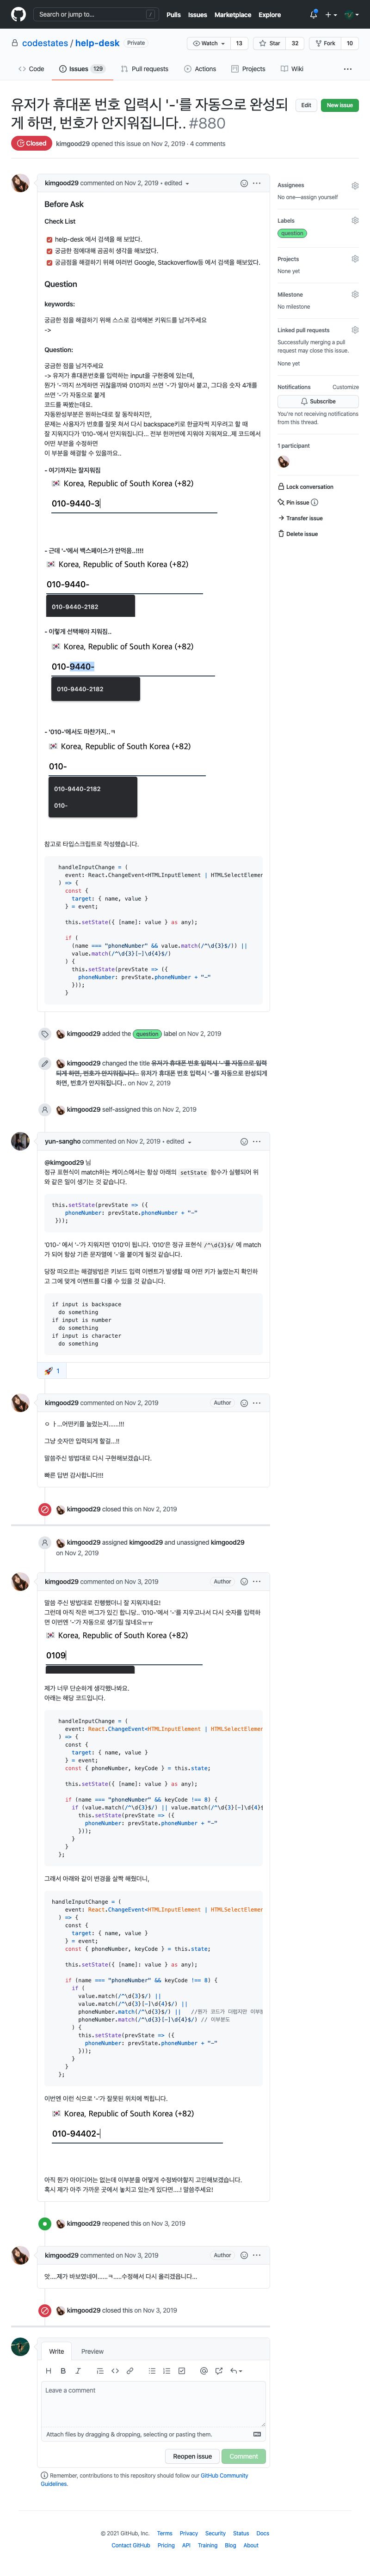 Search or jump to...
/
Pulls Issues Marketplace Explore
codestates / help-desk Private
Watch 13 Star 32 Fork 10
Code Issues 129 Pull requests Actions Projects Wiki
유저가 휴대폰 번호 입력시 '-'를 자동으로 완성되
게 하면, 번호가 안지워집니다.. #880
Edit New issue
Closed kimgood29 opened this issue on Nov 2, 2019 · 4 comments
kimgood29 commented on Nov 2, 2019 • edited
Before Ask
Check List
help-desk 에서 검색을 해 보았다.
궁금한 점에대해 곰곰히 생각을 해보았다.
궁금점을 해결하기 위해 여러번 Google, Stackoverflow등 에서 검색을 해보았다.
Question
keywords:
궁금한 점을 해결하기 위해 스스로 검색해본 키워드를 남겨주세요
->
Question:
궁금한 점을 남겨주세요
-> 유저가 휴대폰번호를 입력하는 input을 구현중에 있는데,
뭔가 '-'까지 쓰게하면 귀찮을까봐 010까지 쓰면 '-'가 알아서 붙고, 그다음 숫자 4개를
쓰면 '-'가 자동으로 붙게
코드를 짜봤는데요.
자동완성부분은 원하는대로 잘 동작하지만,
문제는 사용자가 번호를 잘못 쳐서 다시 backspace키로 한글자씩 지우려고 할 때
잘 지워지다가 '010-'에서 안지워집니다... 전부 한꺼번에 지워야 지워져요..제 코드에서
어떤 부분을 수정하면
이 부분을 해결할 수 있을까요..
- 여기까지는 잘지워짐
Korea, Republic of South Korea (+82)
010-9440-3
- 근데 '-'에서 백스페이스가 안먹음..!!!!
Korea, Republic of South Korea (+82)
010-9440-
010-9440-2182
- 이렇게 선택해야 지워짐..
Korea, Republic of South Korea (+82)
010-9440-
010-9440-2182
- '010-'에서도 마찬가지..ㅋ
Korea, Republic of South Korea (+82)
010-
010-9440-2182
010-
참고로 타입스크립트로 작성했습니다.
handleInputChange = (
event: React.ChangeEvent<HTMLInputElement | HTMLSelectElemen
) => {
const {
target: { name, value }
} = event;
this.setState({ [name]: value } as any);
if (
(name === "phoneNumber" && value.match(/^\d{3}$/)) ||
value.match(/^\d{3}[-]\d{4}$/)
) {
this.setState(prevState => ({
phoneNumber: prevState.phoneNumber + "-"
}));
}
kimgood29 added the question label on Nov 2, 2019
kimgood29 changed the title 유저가 휴대폰 번호 입력시 '-'를 자동으로 입력
되게 하면, 번호가 안지워집니다.. 유저가 휴대폰 번호 입력시 '-'를 자동으로 완성되게
하면, 번호가 안지워집니다.. on Nov 2, 2019
kimgood29 self-assigned this on Nov 2, 2019
yun-sangho commented on Nov 2, 2019 • edited
@kimgood29 님
정규 표현식이 match하는 케이스에서는 항상 아래의 setState 함수가 실행되어 위
와 같은 일이 생기는 것 같습니다.
this.setState(prevState => ({
phoneNumber: prevState.phoneNumber + "-"
}));
'010-' 에서 '-'가 지워지면 '010'이 됩니다. '010'은 정규 표현식 /^\d{3}$/ 에 match
가 되어 항상 기존 문자열에 '-'을 붙이게 될것 같습니다.
당장 떠오르는 해결방법은 키보드 입력 이벤트가 발생할 때 어떤 키가 눌렸는지 확인하
고 그에 맞게 이벤트를 다룰 수 있을 것 같습니다.
if input is backspace
do something
if input is number
do something
if input is character
do something
1
kimgood29 commented on Nov 2, 2019 Author
ㅇ ㅏ ..어떤키를 눌렀는지......!!!
그냥 숫자만 입력되게 할걸...!!
말씀주신 방법대로 다시 구현해보겠습니다.
빠른 답변 감사합니다!!!
kimgood29 closed this on Nov 2, 2019
kimgood29 assigned kimgood29 and unassigned kimgood29
on Nov 2, 2019
kimgood29 commented on Nov 3, 2019 Author
말씀 주신 방법대로 진행했더니 잘 지워지네요!
그런데 아직 작은 버그가 있긴 합니당.. '010-'에서 '-'를 지우고나서 다시 숫자를 입력하
면 이번엔 '-'가 자동으로 생기질 않네요ㅠㅠ
Korea, Republic of South Korea (+82)
0109
제가 너무 단순하게 생각했나봐요.
아래는 해당 코드입니다.
handleInputChange = (
event: React.ChangeEvent<HTMLInputElement | HTMLSelectElemen
) => {
const {
target: { name, value }
} = event;
const { phoneNumber, keyCode } = this.state;
this.setState({ [name]: value } as any);
if (name === "phoneNumber" && keyCode !== 8) {
if (value.match(/^\d{3}$/) || value.match(/^\d{3}[-]\d{4}$
this.setState(prevState => ({
phoneNumber: prevState.phoneNumber + "-"
}));
}
}
};
그래서 아래와 같이 변경을 살짝 해줬더니,
handleInputChange = (
event: React.ChangeEvent<HTMLInputElement | HTMLSelectElemen
) => {
const {
target: { name, value }
} = event;
const { phoneNumber, keyCode } = this.state;
this.setState({ [name]: value } as any);
if (name === "phoneNumber" && keyCode !== 8) {
if (
value.match(/^\d{3}$/) ||
value.match(/^\d{3}[-]\d{4}$/) ||
phoneNumber.match(/^\d{3}$/) || //뭔가 코드가 더럽지만
phoneNumber.match(/^\d{3}[-]\d{4}$/) // 이부분도
) {
this.setState(prevState => ({
phoneNumber: prevState.phoneNumber + "-"
}));
}
}
};
이번엔 이런 식으로 '-'가 잘못된 위치에 찍힙니다.
Korea, Republic of South Korea (+82)
010-94402-
아직 뭔가 아이디어는 없는데 이부분을 어떻게 수정봐야할지 고민해보겠습니다.
혹시 제가 아주 가까운 곳에서 놓치고 있는게 있다면....! 말씀주세요!
kimgood29 reopened this on Nov 3, 2019
kimgood29 commented on Nov 3, 2019 Author
앗....제가 바보였네여......ㅋ....수정해서 다시 올리겠읍니다...
kimgood29 closed this on Nov 3, 2019
Write Preview
Leave a comment
Attach files by dragging & dropping, selecting or pasting them.
Reopen issue Comment
Remember, contributions to this repository should follow our GitHub Community
Guidelines.
Assignees
No one—assign yourself
Labels
question
Projects
None yet
Milestone
No milestone
Linked pull requests
Successfully merging a pull
request may close this issue.
None yet
Notifications Customize
Subscribe
You're not receiving notifications
from this thread.
1 participant
Lock conversation
Pin issue
Transfer issue
Delete issue
© 2021 GitHub, Inc. Terms Privacy Security Status Docs
Contact GitHub Pricing API Training Blog About